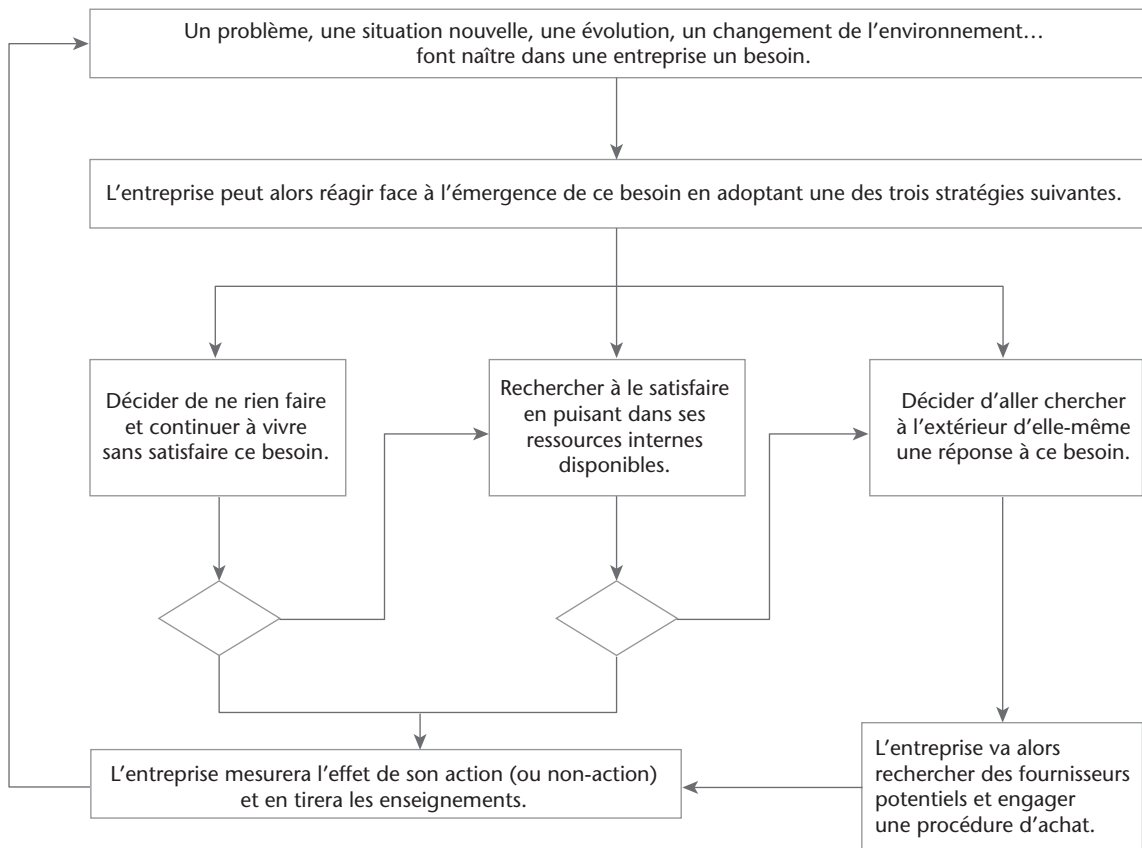 Un problème, une situation nouvelle, une évolution, un changement de l’environnement…
font naître dans une entreprise un besoin.
L’entreprise peut alors réagir face à l’émergence de ce besoin en adoptant une des trois stratégies suivantes.
Décider de ne rien faire
et continuer à vivre
sans satisfaire ce besoin.
Rechercher à le satisfaire
en puisant dans ses
ressources internes
disponibles.
Décider d’aller chercher
à l’extérieur d’elle-même
une réponse à ce besoin.
L’entreprise mesurera l’effet de son action (ou non-action)
et en tirera les enseignements.
L’entreprise va alors
rechercher des fournisseurs
potentiels et engager
une procédure d’achat.